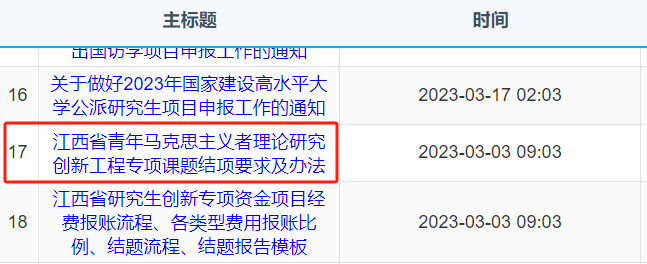 主标题 时间
出国访学项目申报工作的通知
16 关于做好2023年国家建设高水平大 2023-03-17 02:03
学公派研究生项目申报工作的通知
17 江西省青年马克思主义者理论研究 2023-03-03 09:03
创新工程专项课题结项要求及办法
江西省研究生创新专项资金项目经
18 费报账流程、各类型费用报账比 2023-03-03 09:03
例、结题流程、结题报告模板